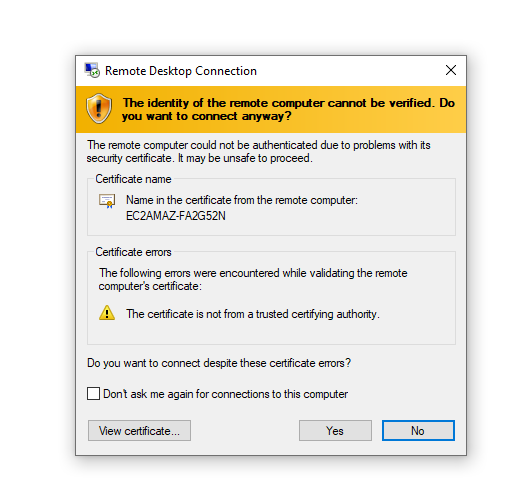 Remote Desktop Connection
The identity of the remote computer cannot be verified. Do
you want to connect anyway?
The remote computer could not be authenticated due to problems with its
security certificate. It may be unsafe to proceed.
Certificate name
Name in the certificate from the remote computer:
EC2AMAZ-FA2G52N
Certificate errors
The following errors were encountered while validating the remote
computer's certificate:
The certificate is not from a trusted certifying authority.
Do you want to connect despite these certificate errors?
Don't ask me again for connections to this computer
View certificate...
Yes
No